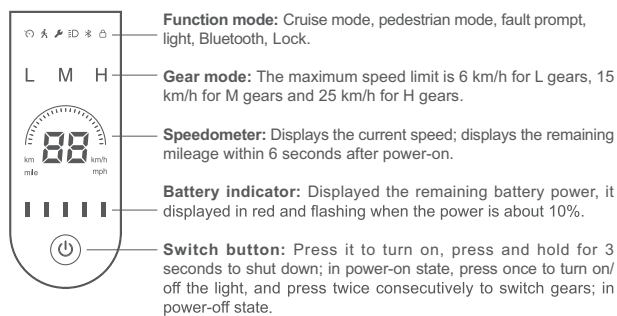 Function mode: Cruise mode, pedestrian mode, fault prompt,
light, Bluetooth, Lock.
L M H
Gear mode: The maximum speed limit is 6 km/h for L gears, 15
km/h for M gears and 25 km/h for H gears.
88
km
mile
km/h
mph
Speedometer: Displays the current speed; displays the remaining
mileage within 6 seconds after power-on.
Battery indicator: Displayed the remaining battery power, it
displayed in red and flashing when the power is about 10%.
Switch button: Press it to turn on, press and hold for 3
seconds to shut down; in power-on state, press once to turn on/
off the light, and press twice consecutively to switch gears; in
power-off state.